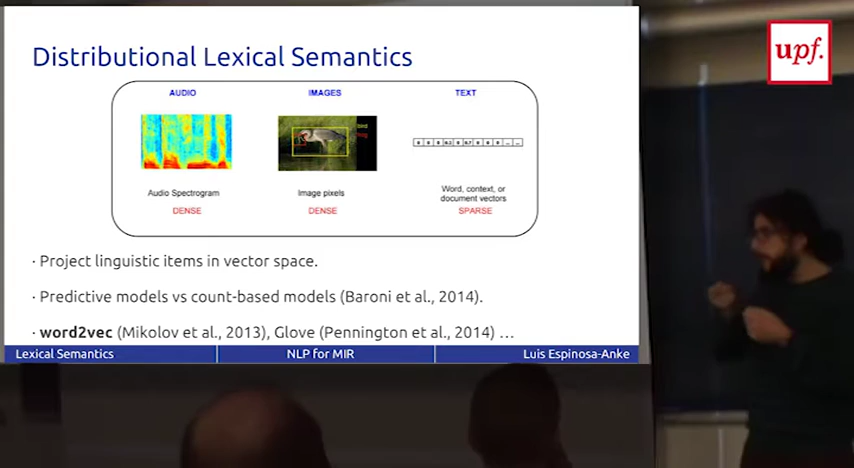 Distributional Lexical Semantics
AUDIO
IMAGES
TEXT
Audio Spectrogram
Image pixels
Word, context, or
document vectors
DENSE
DENSE
SPARSE
· Project linguistic items in vector space.
· Predictive models vs count-based models (Baroni et al., 2014).
· word2vec (Mikolov et al., 2013), Glove (Pennington et al., 2014) ...
Lexical Semantics
NLP for MIR
Luis Espinosa-Anke
upf.